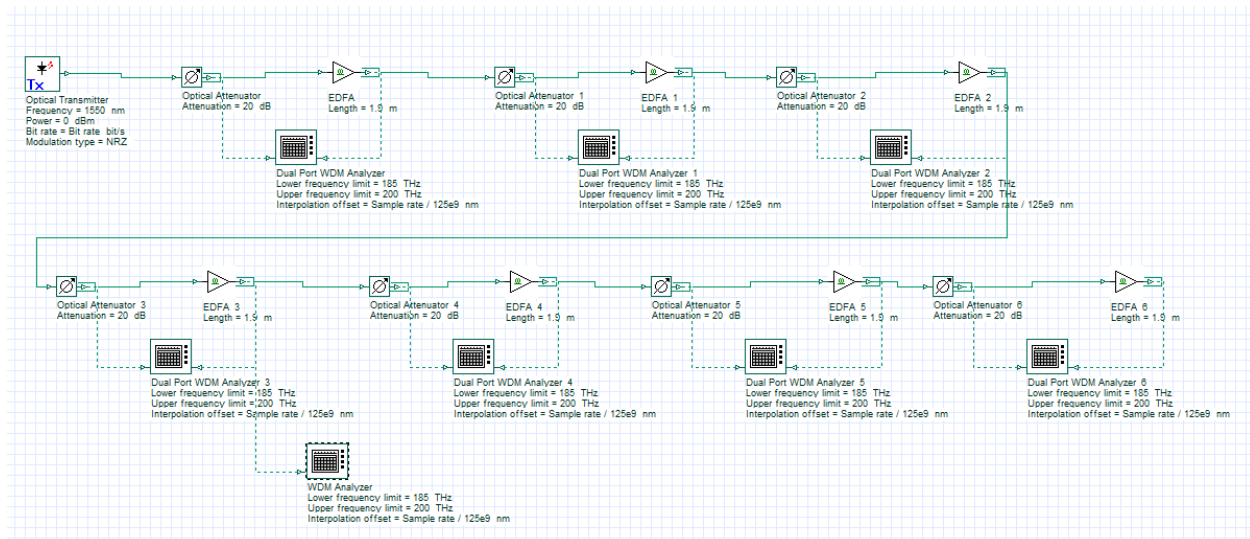 Tx
Optical Transmitter
Frequency = 1550 nm
Power = 0 dBm
Bit rate = Bit rate bit/s
Modulation type = NRZ
Optical Attenuator
Attenuation = 20 dB
EDFA
Length = 1.9 m
Dual Port WDM Analyzer
Lower frequency limit = 185 THz
Upper frequency limit = 200 THz
Interpolation offset = Sample rate / 125e9 nm
Optical Attenuator 1
Attenuation = 20 dB
EDFA 1
Length = 1.9 m
Dual Port WDM Analyzer 1
Lower frequency limit = 185 THz
Upper frequency limit = 200 THz
Interpolation offset = Sample rate / 125e9 nm
Optical Attenuator 2
Attenuation = 20 dB
EDFA 2
Length = 1.9 m
Dual Port WDM Analyzer 2
Lower frequency limit = 185 THz
Upper frequency limit = 200 THz
Interpolation offset = Sample rate / 125e9 nm
Optical Attenuator 3
Attenuation = 20 dB
EDFA 3
Length = 1.9 m
Dual Port WDM Analyzer 3
Lower frequency limit = 185 THz
Upper frequency limit = 200 THz
Interpolation offset = Sample rate / 125e9 nm
Optical Attenuator 4
Attenuation = 20 dB
EDFA 4
Length = 1.9 m
Dual Port WDM Analyzer 4
Lower frequency limit = 185 THz
Upper frequency limit = 200 THz
Interpolation offset = Sample rate / 125e9 nm
Optical Attenuator 5
Attenuation = 20 dB
EDFA 5
Length = 1.9 m
Dual Port WDM Analyzer 5
Lower frequency limit = 185 THz
Upper frequency limit = 200 THz
Interpolation offset = Sample rate / 125e9 nm
Optical Attenuator 6
Attenuation = 20 dB
EDFA 6
Length = 1.9 m
Dual Port WDM Analyzer 6
Lower frequency limit = 185 THz
Upper frequency limit = 200 THz
Interpolation offset = Sample rate / 125e9 nm
WDM Analyzer
Lower frequency limit = 185 THz
Upper frequency limit = 200 THz
Interpolation offset = Sample rate / 125e9 nm